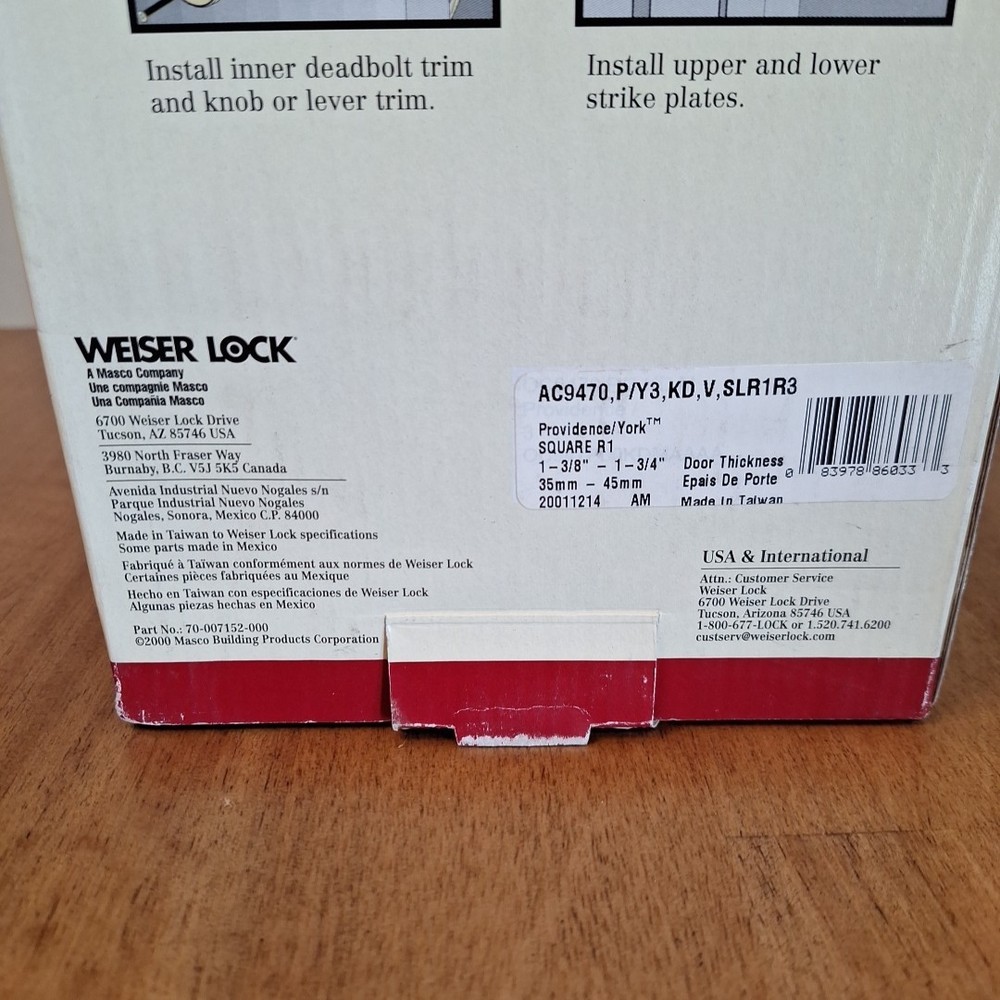 Install inner deadbolt trim
and knob or lever trim.
Install upper and lower
strike plates.
WEISER LOCK
A Masco Company
Une compagnie Masco
Una Compañia Masco
6700 Weiser Lock Drive
Tucson, AZ 85746 USA
3980 North Fraser Way
Burnaby, B.C. V5J 5K5 Canada
Avenida Industrial Nuevo Nogales s/n
Parque Industrial Nuevo Nogales
Nogales, Sonora, Mexico C.P. 84000
Made in Taiwan to Weiser Lock specifications
Some parts made in Mexico
Fabriqué à Taïwan conformément aux normes de Weiser Lock
Certaines pièces fabriquées au Mexique
Hecho en Taiwan con especificaciones de Weiser Lock
Algunas piezas hechas en Mexico
Part No.: 70-007152-000
©2000 Masco Building Products Corporation
AC9470,P/Y3,KD,V,SLR1R3
Providence/York™
SQUARE R1
1-3/8" - 1-3/4" Door Thickness
35mm - 45mm Epais De Porte
20011214 AM Made In Taiwan
0 83978 86033 3
USA & International
Attn.: Customer Service
Weiser Lock
6700 Weiser Lock Drive
Tucson, Arizona 85746 USA
1-800-677-LOCK or 1.520.741.6200
custserv@weiserlock.com